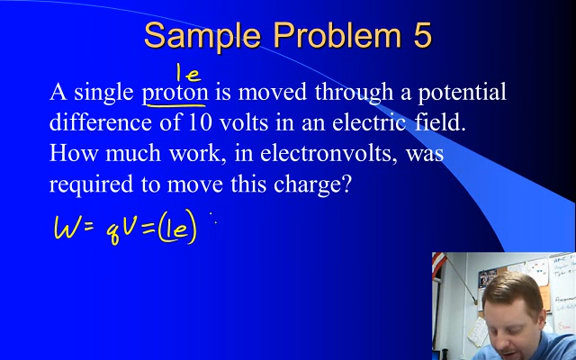 Sample Problem 5
1e
A single proton is moved through a potential
difference of 10 volts in an electric field.
How much work, in electronvolts, was
required to move this charge?
W= qV=(1e)